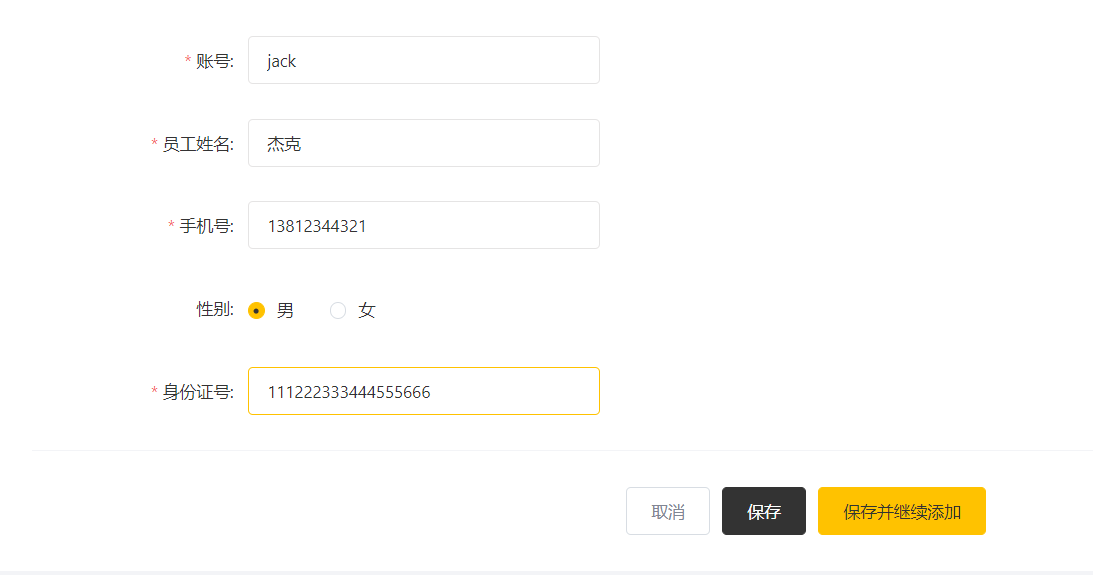 * 账号: jack
* 员工姓名: 杰克
* 手机号: 13812344321
性别: 男 女
* 身份证号: 111222333444555666
取消 保存 保存并继续添加